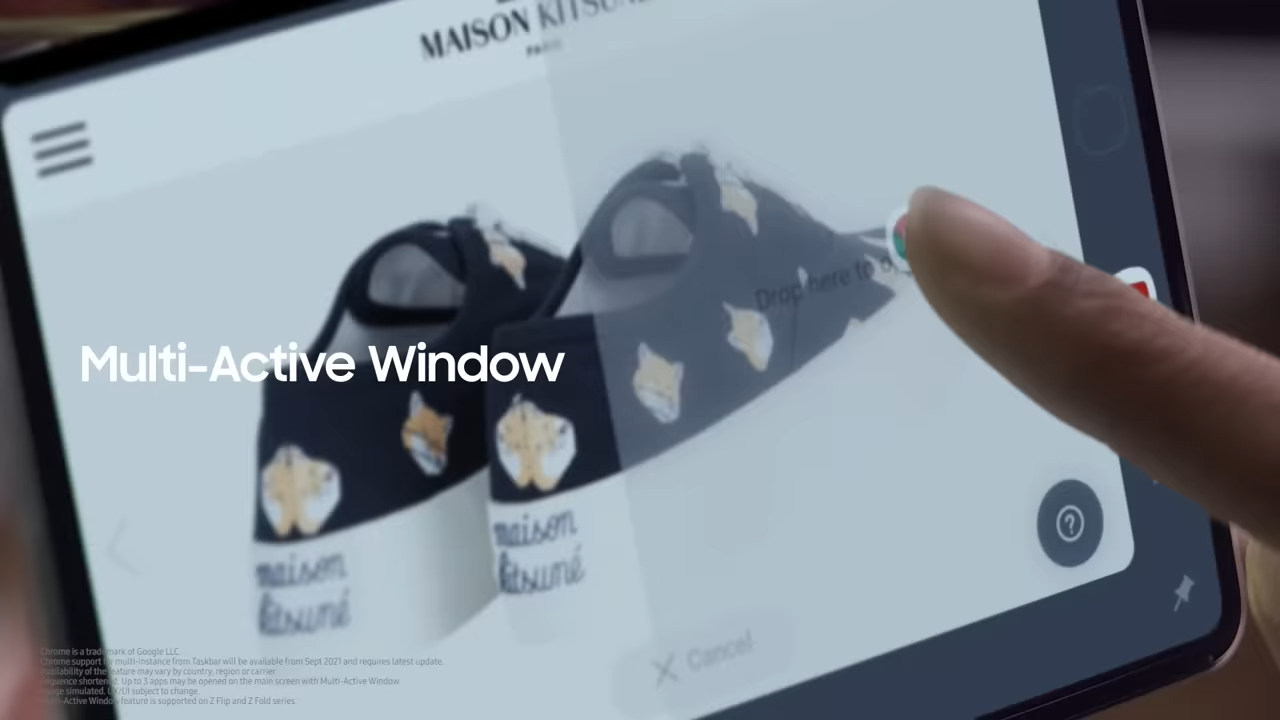 MAISON KITSUNÉ
PARIS
Drop here to
Multi-Active Window
maison
kitsuné
maison
kitsuné
Cancel
Chrome is a trademark of Google LLC.
Chrome support for multi-instance from Taskbar will be available from Sept 2021 and requires latest update.
Availability of the feature may vary by country, region or carrier.
Sequence shortened. Up to 3 apps may be opened on the main screen with Multi-Active Window.
Image simulated. UX/UI subject to change.
Multi-Active Window feature is supported on Z Flip and Z Fold series.